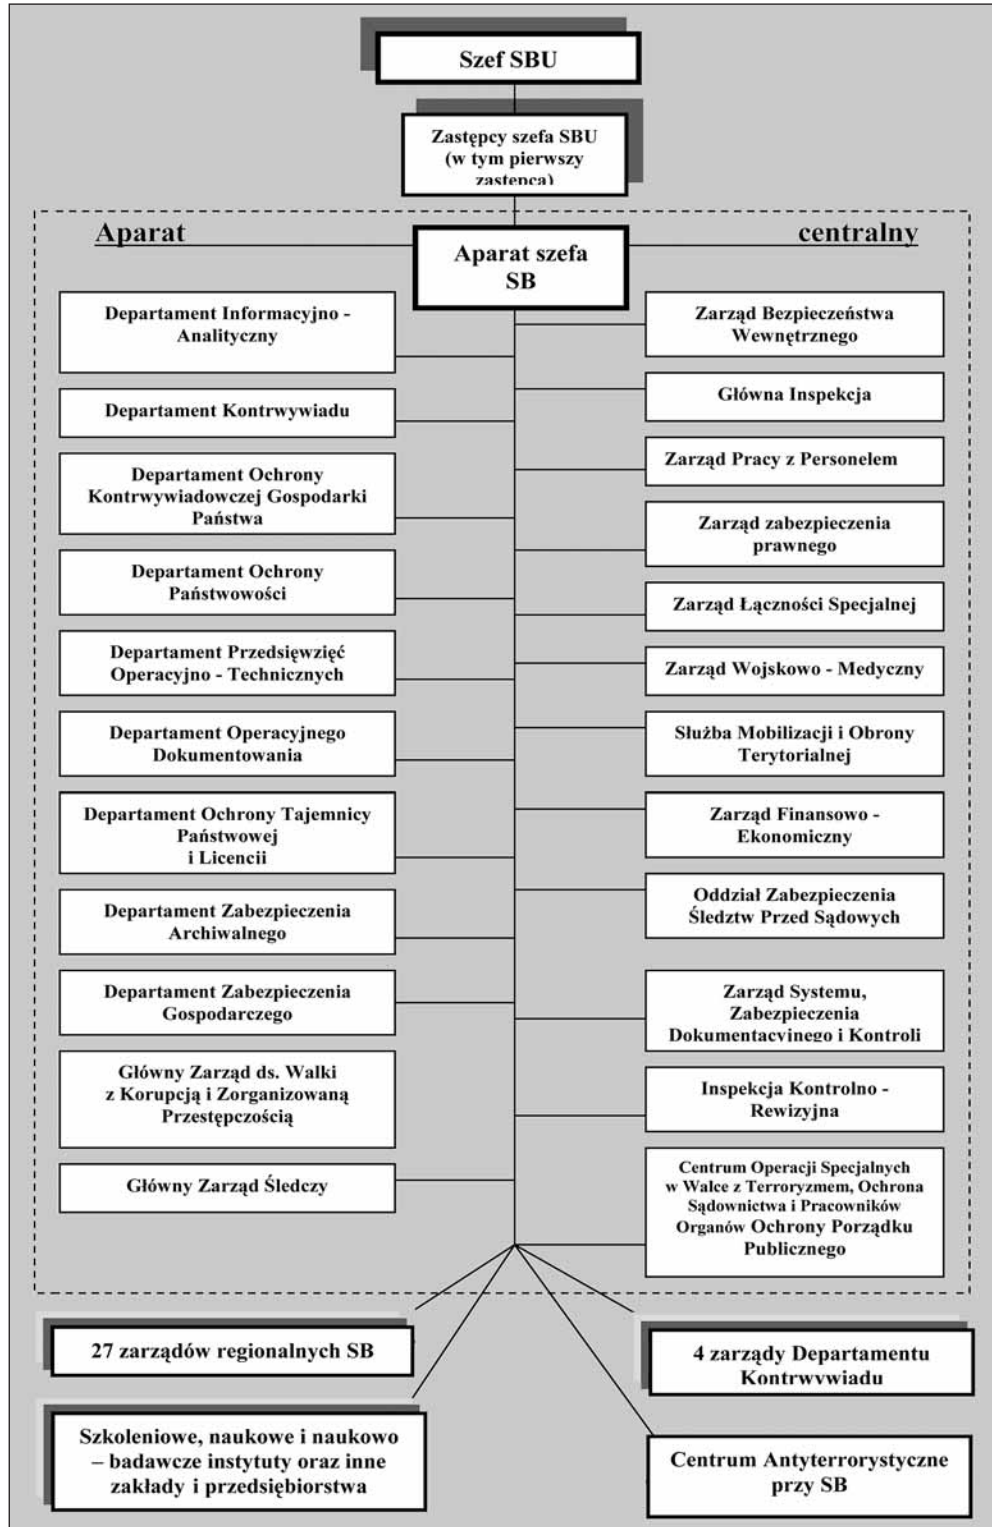 Szef SBU
Zastępcy szefa SBU
(w tym pierwszy
zastępca)
Aparat centralny
Aparat szefa
SB
Departament Informacyjno -
Analityczny
Departament Kontrwywiadu
Departament Ochrony
Kontrwywiadowczej Gospodarki
Państwa
Departament Ochrony
Państwowości
Departament Przedsięwzięć
Operacyjno - Technicznych
Departament Operacyjnego
Dokumentowania
Departament Ochrony Tajemnicy
Państwowej
i Licencii
Departament Zabezpieczenia
Archiwalnego
Departament Zabezpieczenia
Gospodarczego
Główny Zarząd ds. Walki
z Korupcją i Zorganizowaną
Przestępczością
Główny Zarząd Śledczy
Zarząd Bezpieczeństwa
Wewnętrznego
Główna Inspekcja
Zarząd Pracy z Personelem
Zarząd zabezpieczenia
prawnego
Zarząd Łączności Specjalnej
Zarząd Wojskowo - Medyczny
Służba Mobilizacji i Obrony
Terytorialnej
Zarząd Finansowo -
Ekonomiczny
Oddział Zabezpieczenia
Śledztw Przed Sądowych
Zarząd Systemu,
Zabezpieczenia
Dokumentacyjnego i Kontroli
Inspekcja Kontrolno -
Rewizyjna
Centrum Operacji Specjalnych
w Walce z Terroryzmem, Ochrona
Sądownictwa i Pracowników
Organów Ochrony Porządku
Publicznego
27 zarządów regionalnych SB
4 zarządy Departamentu
Kontrwywiadu
Szkoleniowe, naukowe i naukowo
– badawcze instytuty oraz inne
zakłady i przedsiębiorstwa
Centrum Antyterrorystyczne
przy SB